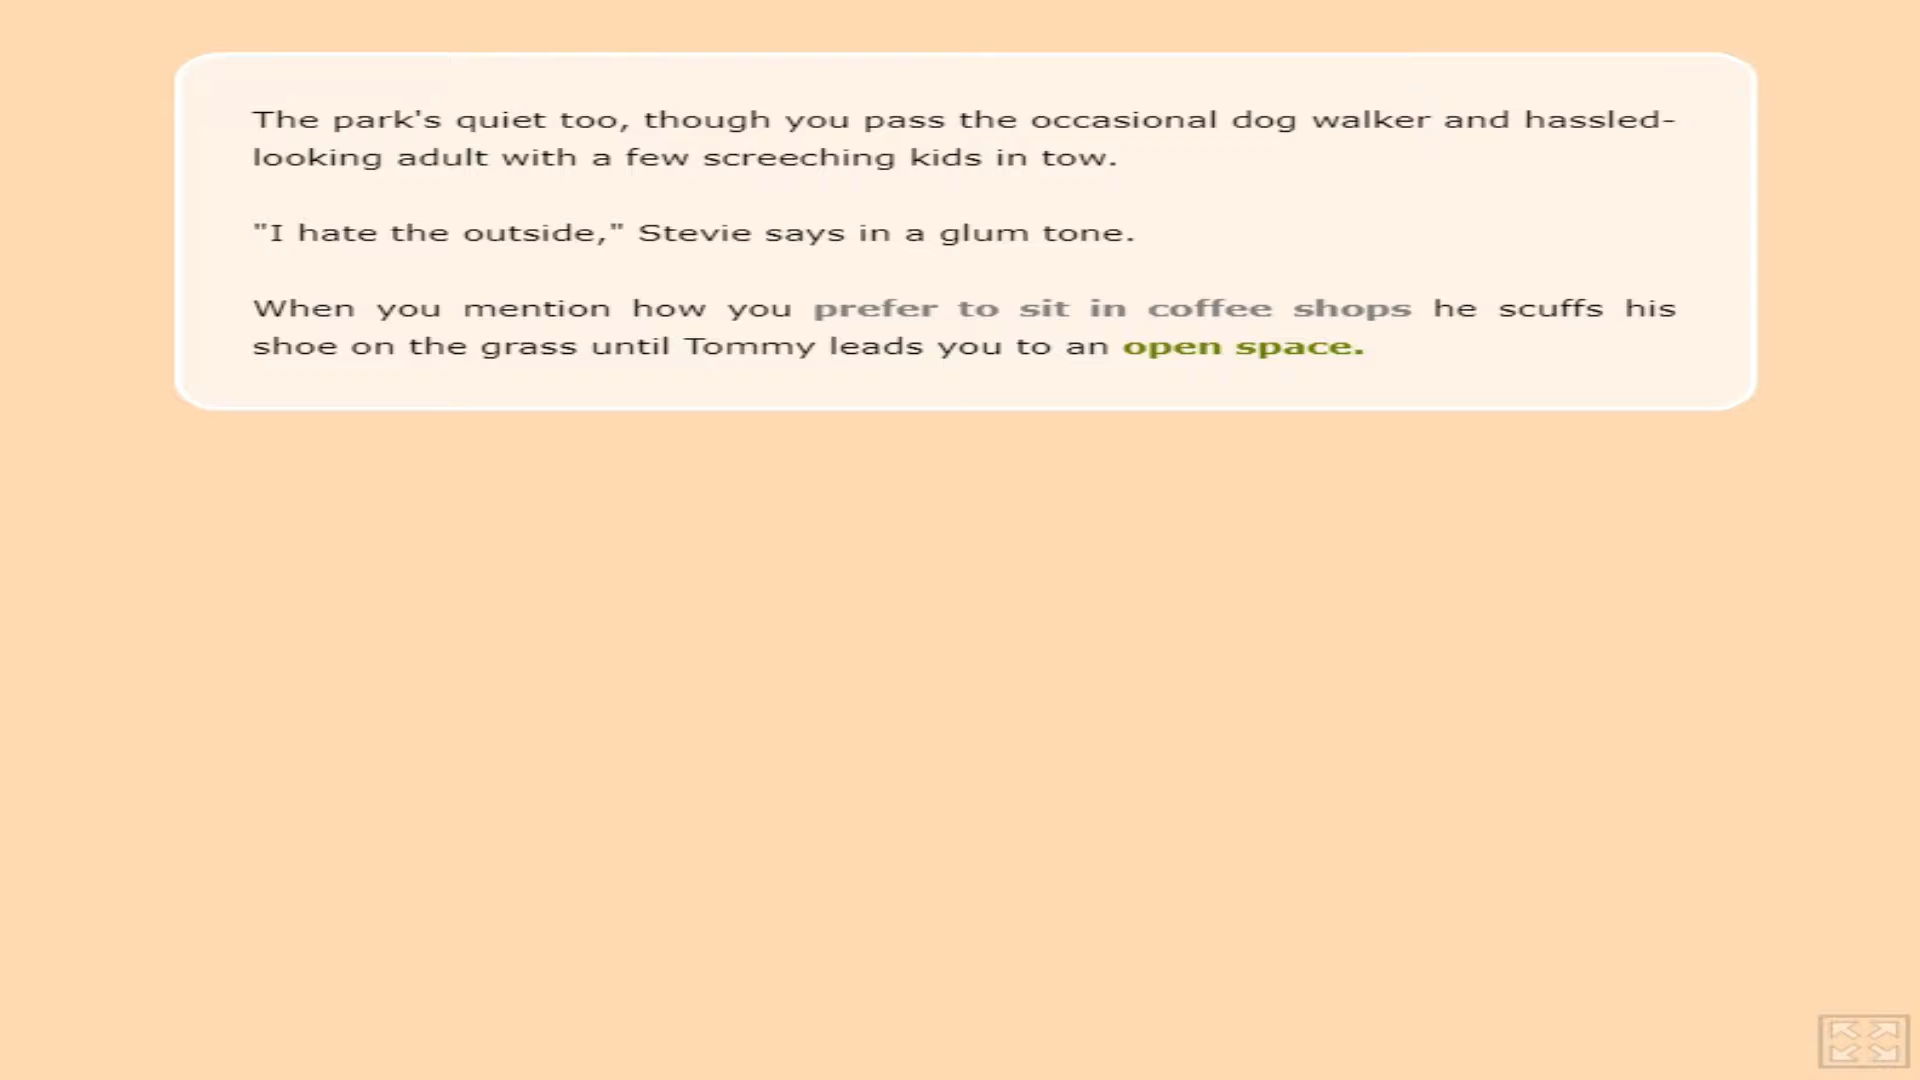 The park's quiet too, though you pass the occasional dog walker and hassled-
looking adult with a few screeching kids in tow.
"I hate the outside," Stevie says in a glum tone.
When you mention how you prefer to sit in coffee shops he scuffs his
shoe on the grass until Tommy leads you to an open space.